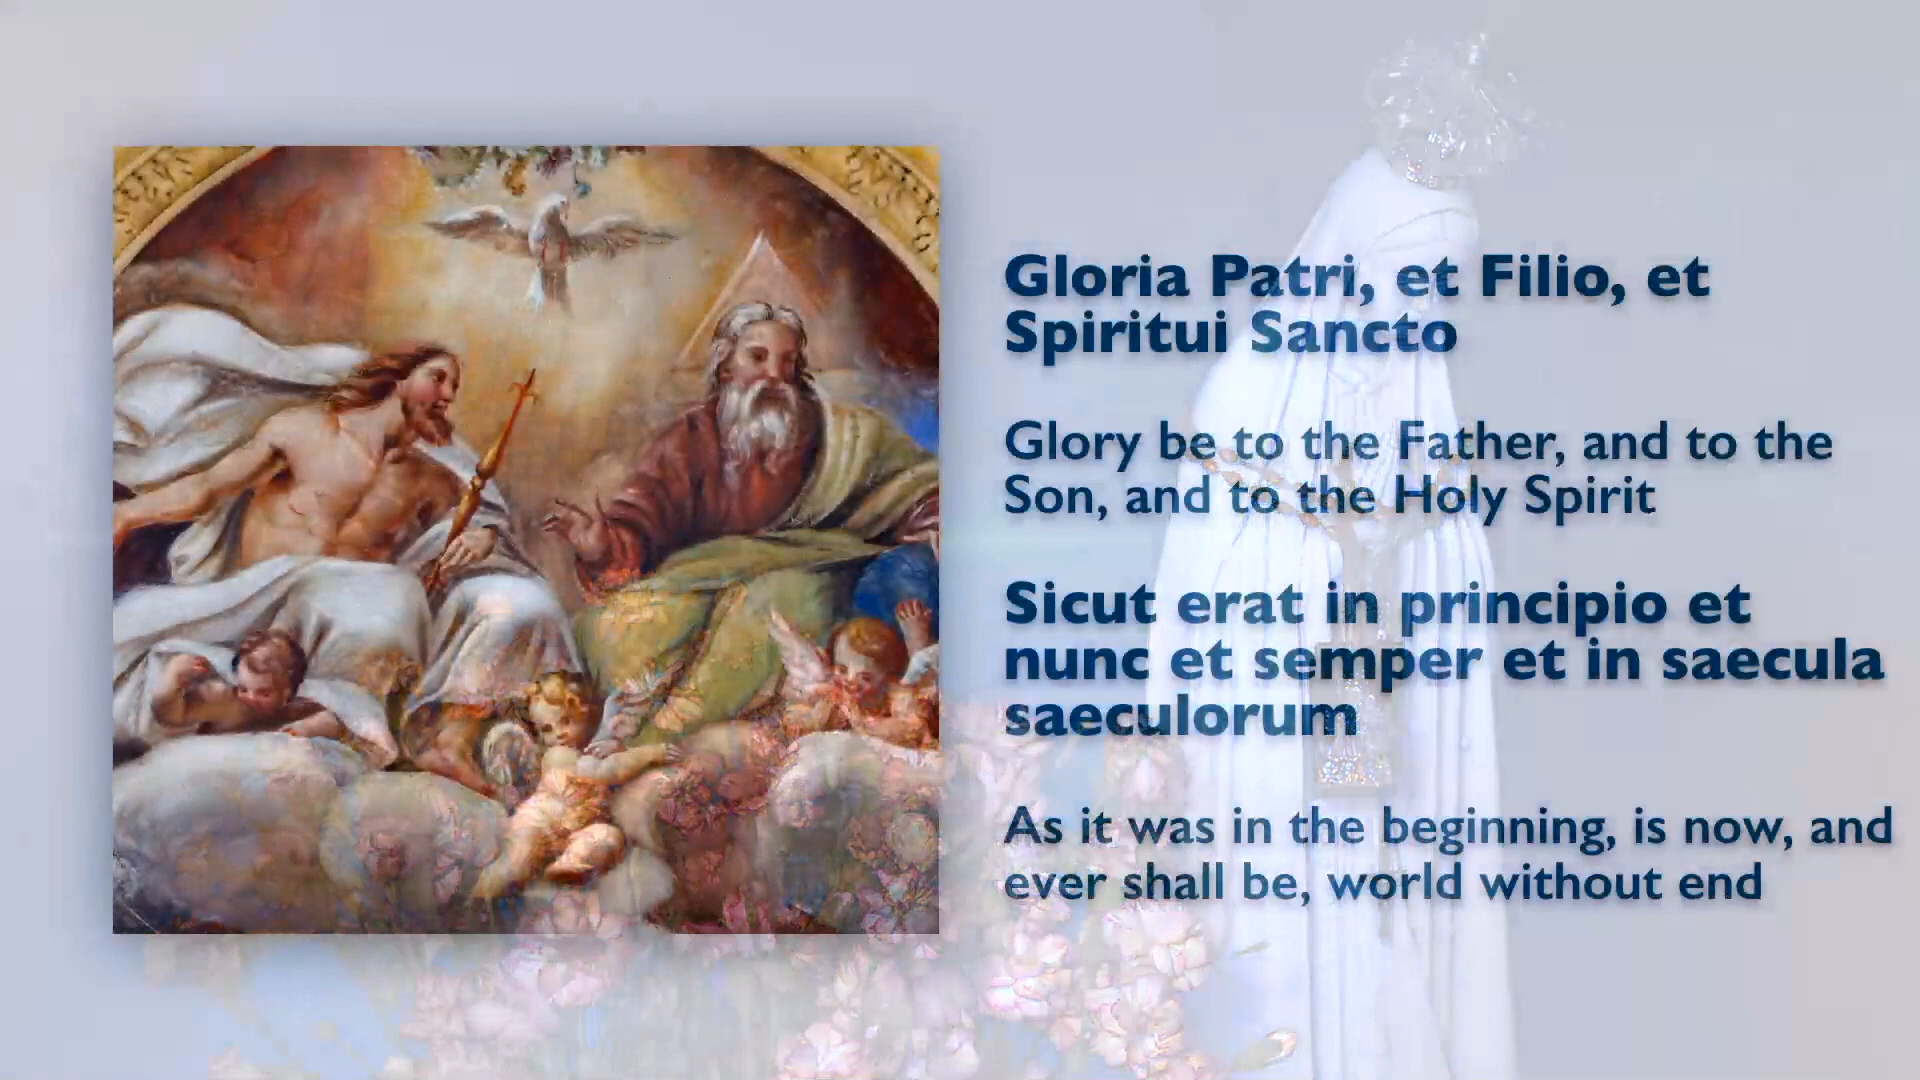 Gloria Patri, et Filio, et
Spiritui Sancto
Glory be to the Father, and to the
Son, and to the Holy Spirit
Sicut erat in principio et
nunc et semper et in saecula
saeculorum
As it was in the beginning, is now, and
ever shall be, world without end